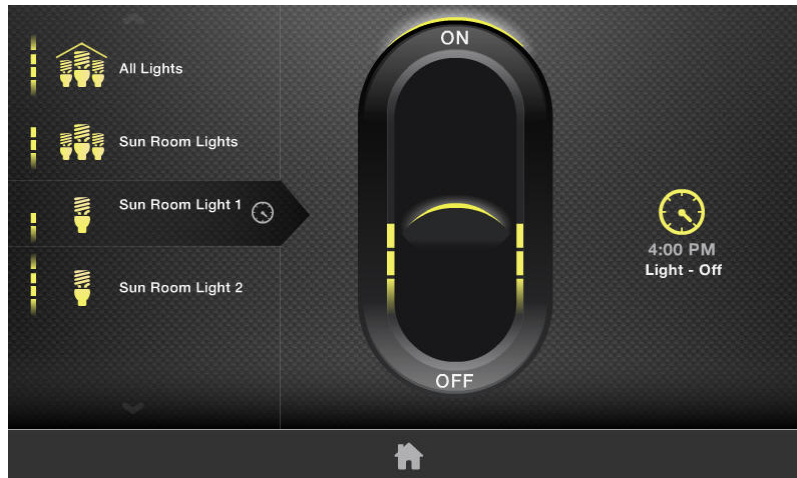 All Lights
Sun Room Lights
Sun Room Light 1
Sun Room Light 2
ON
OFF
4:00 PM
Light - Off